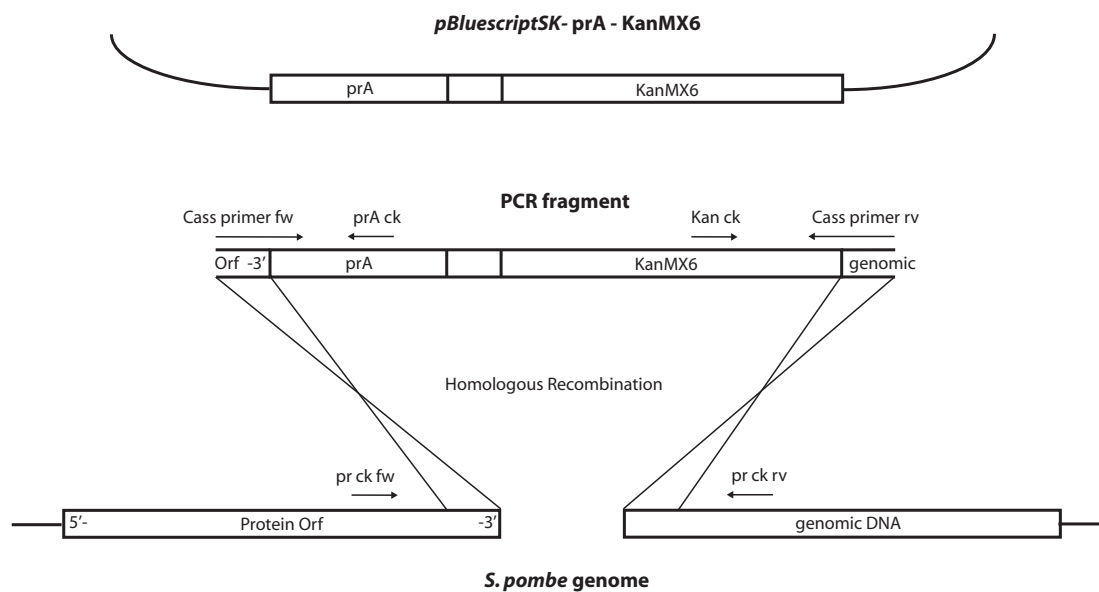 pBluescriptSK- prA - KanMX6
prA
KanMX6
PCR fragment
Cass primer fw
prA ck
Kan ck
Cass primer rv
Orf -3'
prA
KanMX6
genomic
Homologous Recombination
pr ck fw
pr ck rv
5'-
Protein Orf
-3'
genomic DNA
S. pombe genome